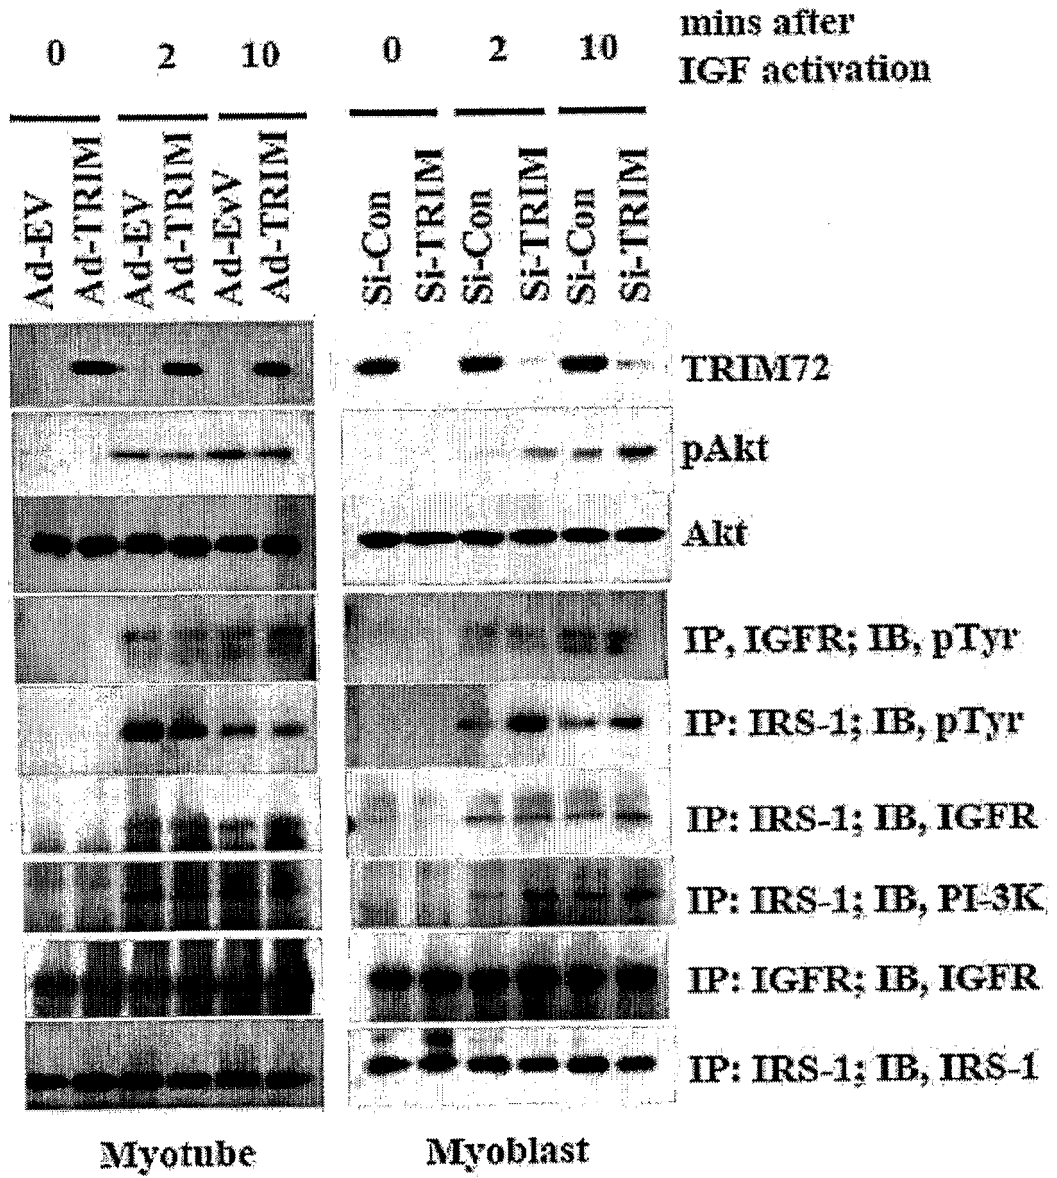 0 2 10 0 2 10 mins after
IGF activation
Ad-EV Ad-TRIM Ad-EV Ad-TRIM Ad-EvV Ad-TRIM Si-Con Si-TRIM Si-Con Si-TRIM Si-Con Si-TRIM
TRIM72
pAkt
Akt
IP, IGFR; IB, pTyr
IP: IRS-1; IB, pTyr
IP: IRS-1; IB, IGFR
IP: IRS-1; IB, PI-3K
IP: IGFR; IB, IGFR
IP: IRS-1; IB, IRS-1
Myotube Myoblast